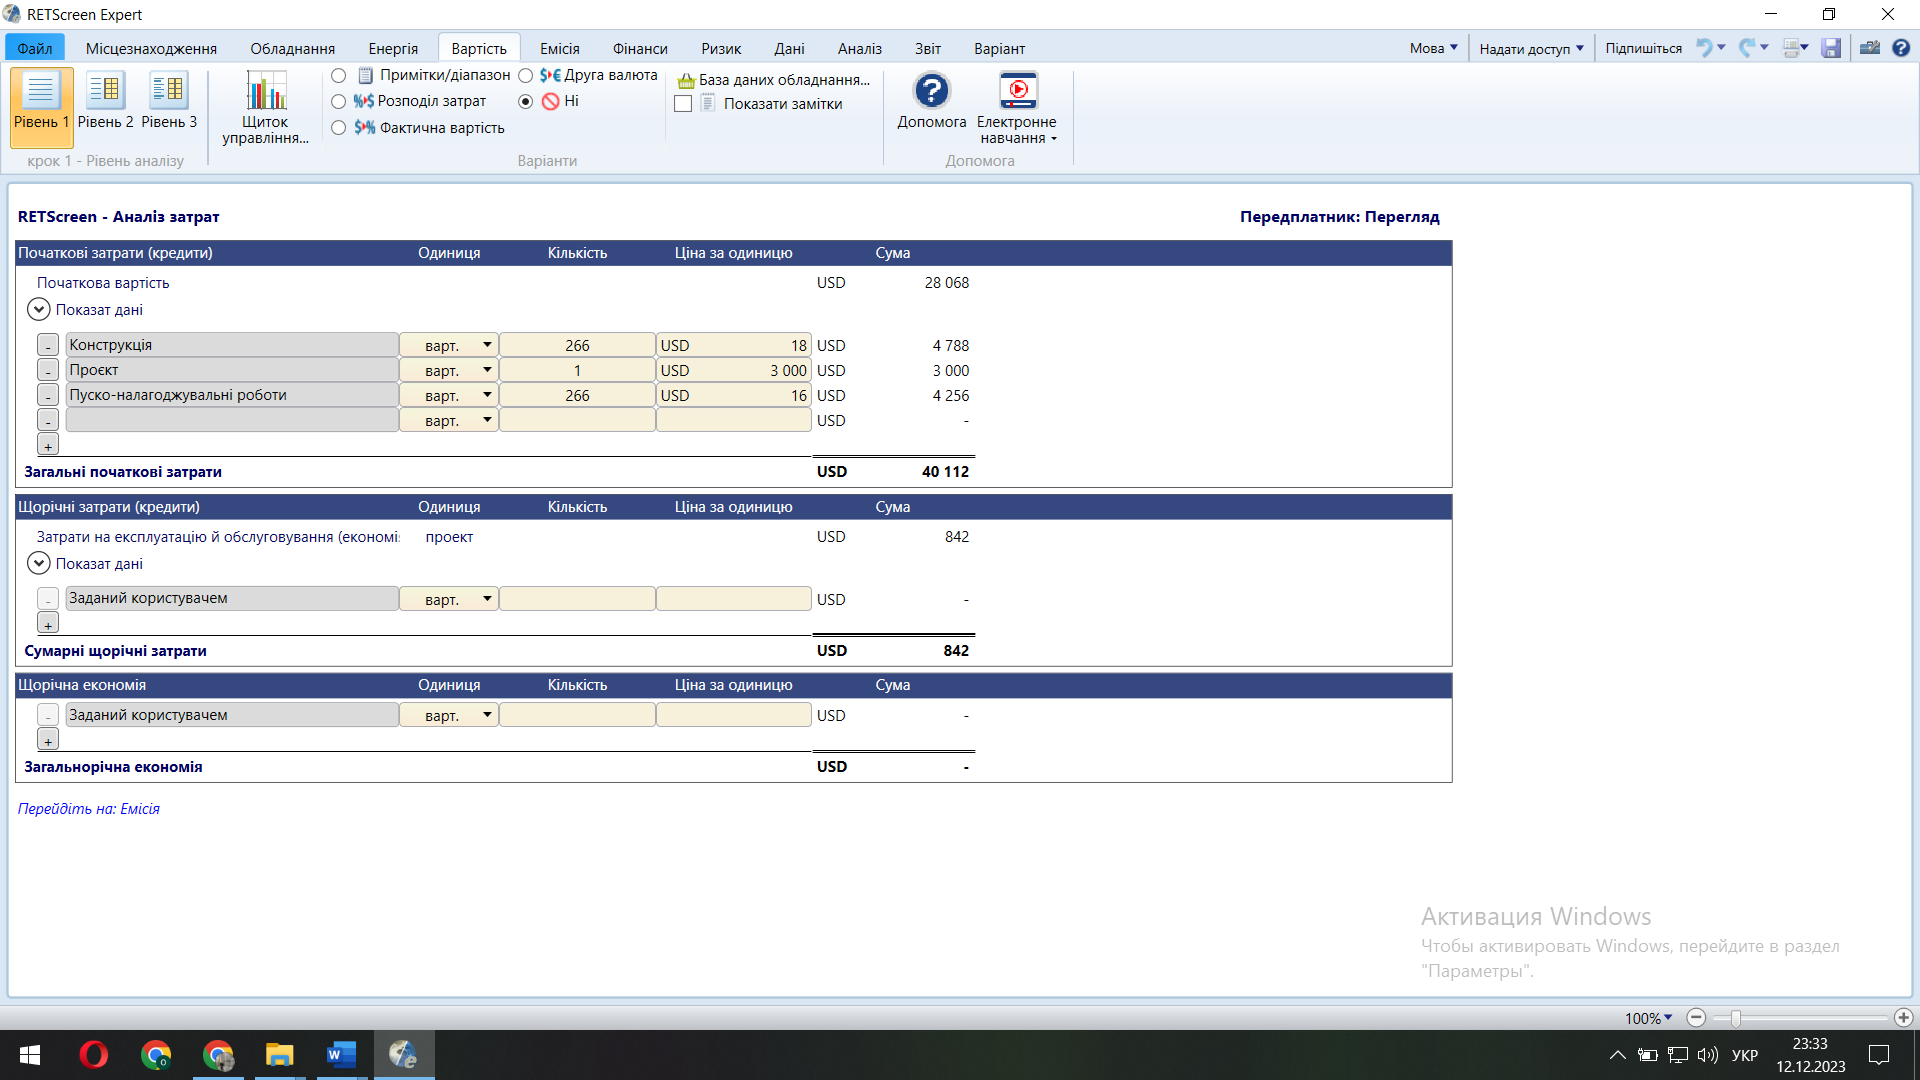 RETScreen Expert
Файл Місцезнаходження Обладнання Енергія Вартість Емісія Фінанси Ризик Дані Аналіз Звіт Варіант Мова Надати доступ Підпишіться
Рівень 1 Рівень 2 Рівень 3
крок 1 - Рівень аналізу
Щиток управління...
Примітки/діапазон Друга валюта
Розподіл затрат Ні
Фактична вартість
Варіанти
База даних обладнання...
Показати замітки
Допомога Електронне навчання
Допомога
RETScreen - Аналіз затрат Передплатник: Перегляд
Початкові затрати (кредити) Одиниця Кількість Ціна за одиницю Сума
Початкова вартість USD 28 068
Показат дані
- Конструкція варт. 266 USD 18 USD 4 788
- Проєкт варт. 1 USD 3 000 USD 3 000
- Пуско-налагоджувальні роботи варт. 266 USD 16 USD 4 256
- варт. USD -
+
Загальні початкові затрати USD 40 112
Щорічні затрати (кредити) Одиниця Кількість Ціна за одиницю Сума
Затрати на експлуатацію й обслуговування (економі: проект USD 842
Показат дані
- Заданий користувачем варт. USD -
+
Сумарні щорічні затрати USD 842
Щорічна економія Одиниця Кількість Ціна за одиницю Сума
- Заданий користувачем варт. USD -
+
Загальнорічна економія USD -
Перейдіть на: Емісія
Активация Windows
Чтобы активировать Windows, перейдите в раздел
"Параметры".
100%
УКР
23:33
12.12.2023